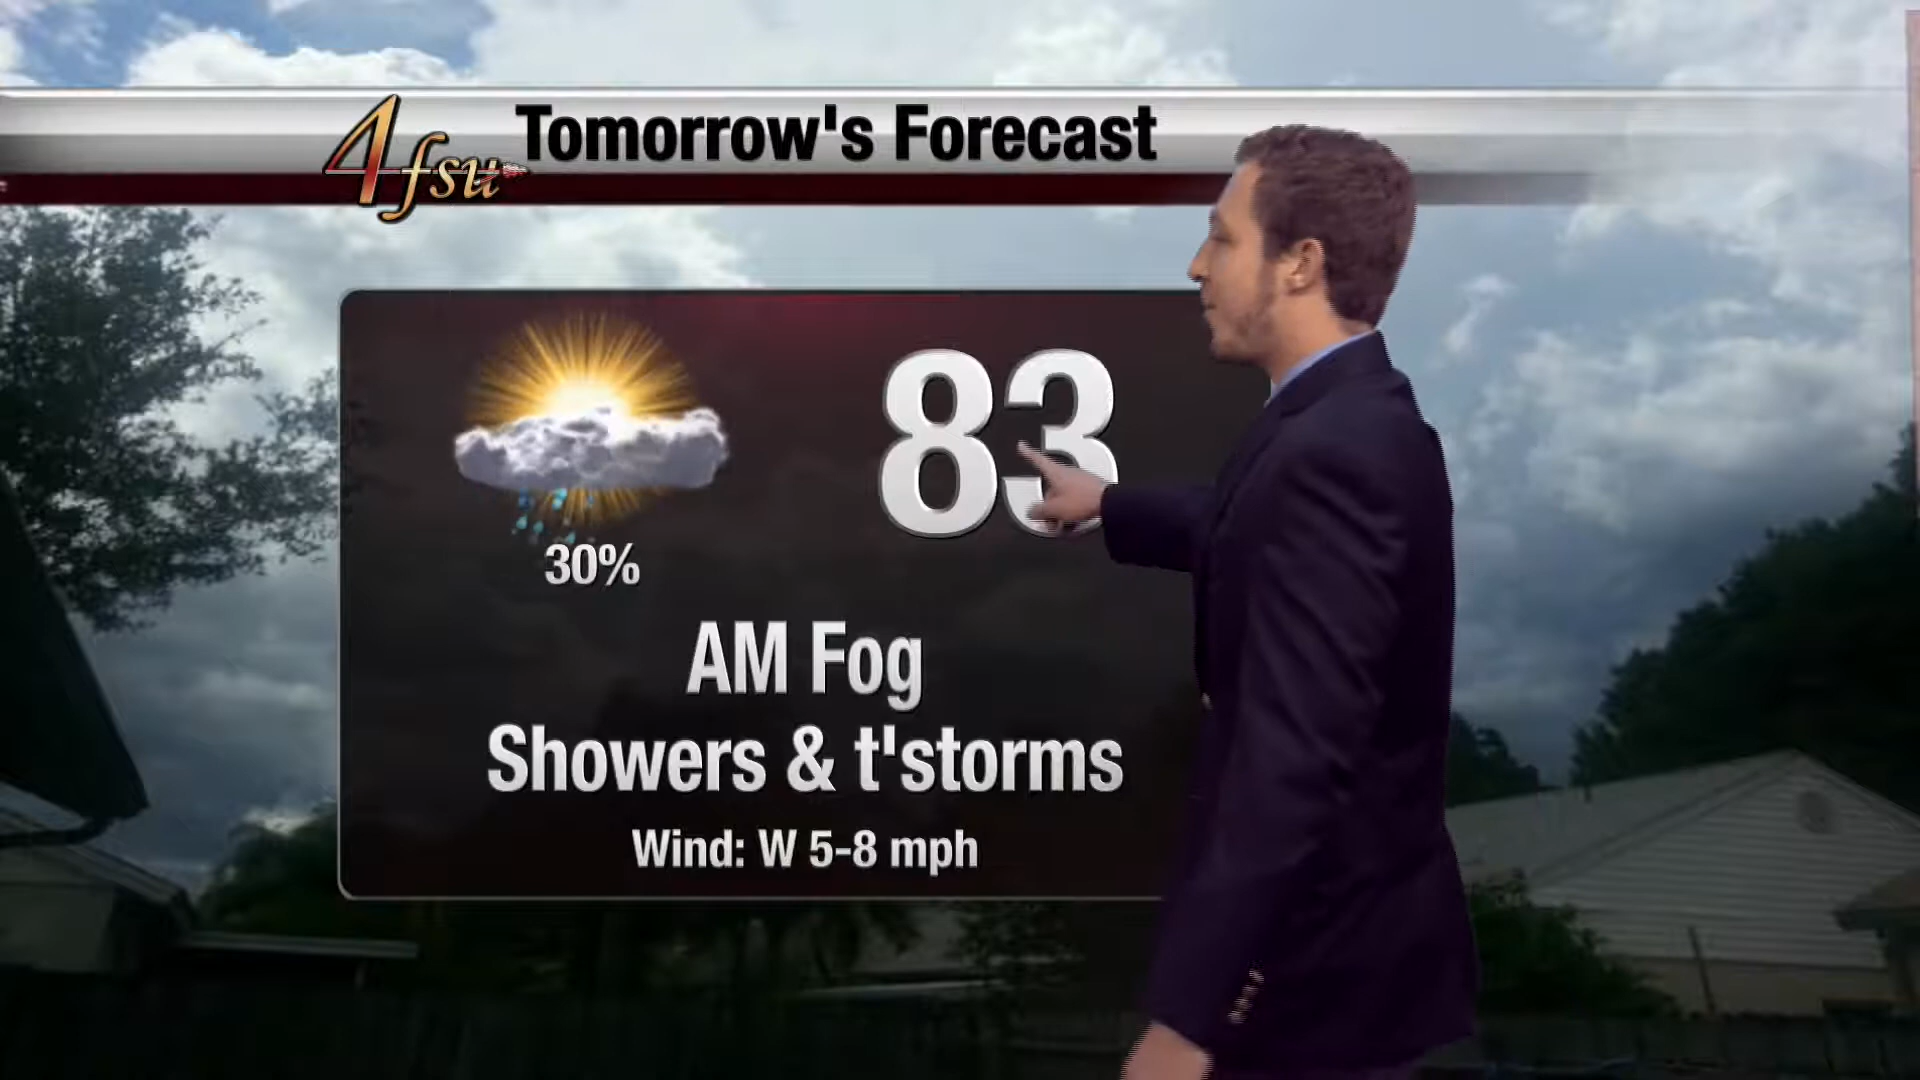 4fsu
Tomorrow's Forecast
83
30%
AM Fog
Showers & t'storms
Wind: W 5-8 mph